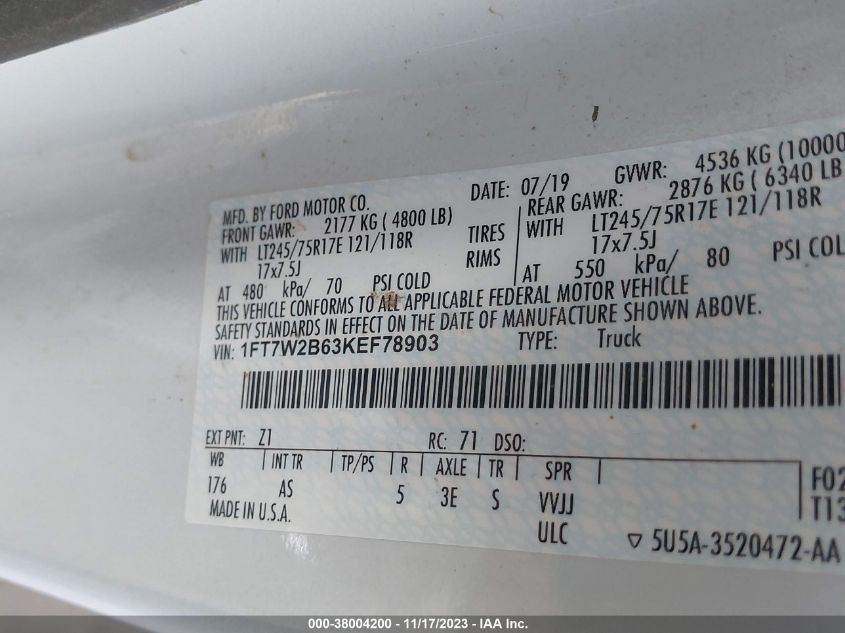 MFD. BY FORD MOTOR CO. DATE: 07/19 GVWR: 4536 KG (10000
FRONT GAWR: 2177 KG ( 4800 LB) REAR GAWR: 2876 KG ( 6340 LB
WITH LT245/75R17E 121/118R TIRES WITH LT245/75R17E 121/118R
17x7.5J RIMS 17x7.5J
AT 480 kPa/ 70 PSI COLD AT 550 kPa/ 80 PSI COL
THIS VEHICLE CONFORMS TO ALL APPLICABLE FEDERAL MOTOR VEHICLE
SAFETY STANDARDS IN EFFECT ON THE DATE OF MANUFACTURE SHOWN ABOVE.
VIN: 1FT7W2B63KEF78903 TYPE: Truck
EXT PNT: Z1 RC: 71 DSO:
WB INT TR TP/PS R AXLE TR SPR F02
176 AS 5 3E S VVJJ T13
MADE IN U.S.A. ULC 5U5A-3520472-AA
000-38004200 - 11/17/2023 - IAA Inc.